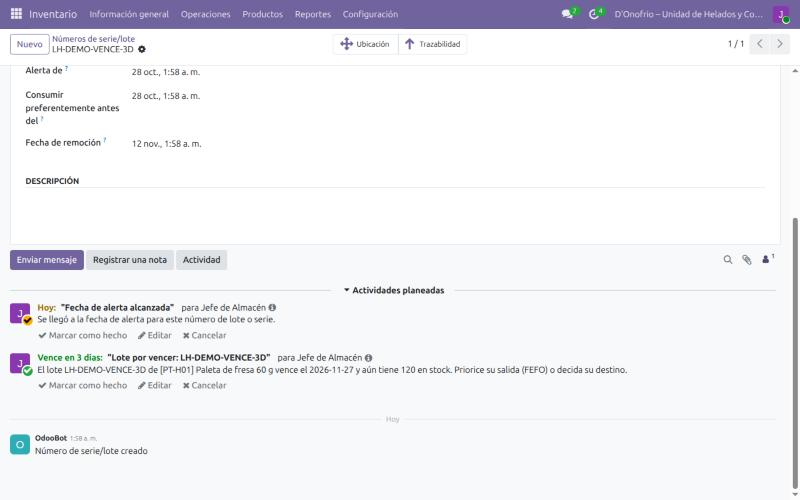 Inventario
Información general
Operaciones
Productos
Reportes
Configuración
2
4
D'Onofrio – Unidad de Helados y Co...
J
Nuevo
Números de serie/lote
LH-DEMO-VENCE-3D
Ubicación
Trazabilidad
1 / 1
Alerta de ?
28 oct., 1:58 a. m.
Consumir
preferentemente antes
del ?
28 oct., 1:58 a. m.
Fecha de remoción ?
12 nov., 1:58 a. m.
DESCRIPCIÓN
Enviar mensaje
Registrar una nota
Actividad
1
Actividades planeadas
J
Hoy: "Fecha de alerta alcanzada" para Jefe de Almacén
Se llegó a la fecha de alerta para este número de lote o serie.
Marcar como hecho Editar Cancelar
J
Vence en 3 días: "Lote por vencer: LH-DEMO-VENCE-3D" para Jefe de Almacén
El lote LH-DEMO-VENCE-3D de [PT-H01] Paleta de fresa 60 g vence el 2026-11-27 y aún tiene 120 en stock. Priorice su salida (FEFO) o decida su destino.
Marcar como hecho Editar Cancelar
Hoy
O
OdooBot 1:58 a. m.
Número de serie/lote creado